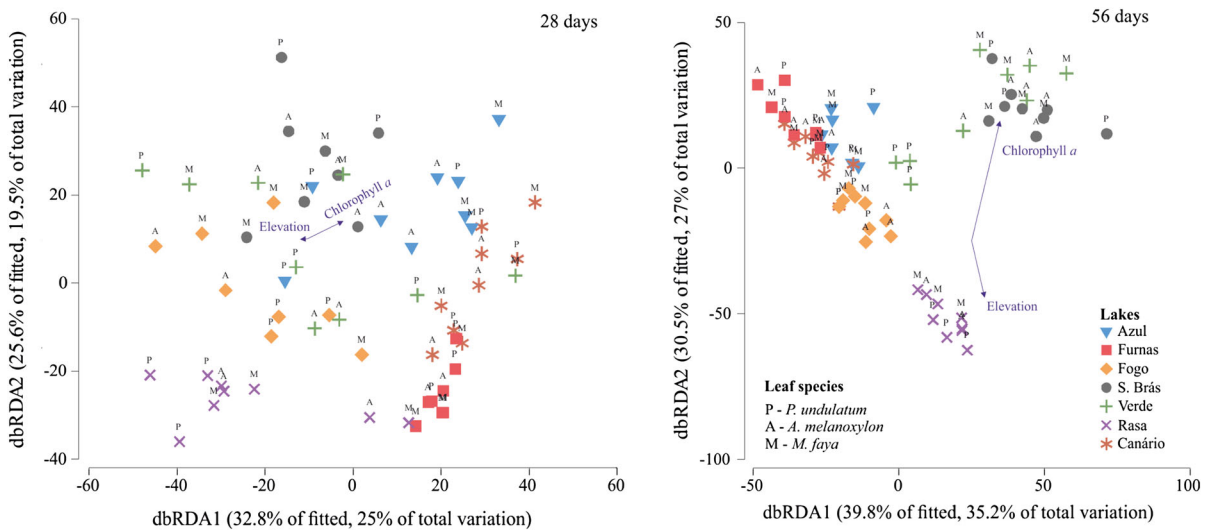 28 days
60
40
20
0
-20
-40
-60
-40
-20
0
20
40
60
dbRDA2 (25.6% of fitted, 19.5% of total variation)
dbRDA1 (32.8% of fitted, 25% of total variation)
Elevation
Chlorophyll a
56 days
50
0
-50
-100
-50
0
50
100
dbRDA2 (30.5% of fitted, 27% of total variation)
dbRDA1 (39.8% of fitted, 35.2% of total variation)
Chlorophyll a
Elevation
Leaf species
P - P. undulatum
A - A. melanoxylon
M - M. faya
Lakes
Azul
Furnas
Fogo
S. Brás
Verde
Rasa
Canário